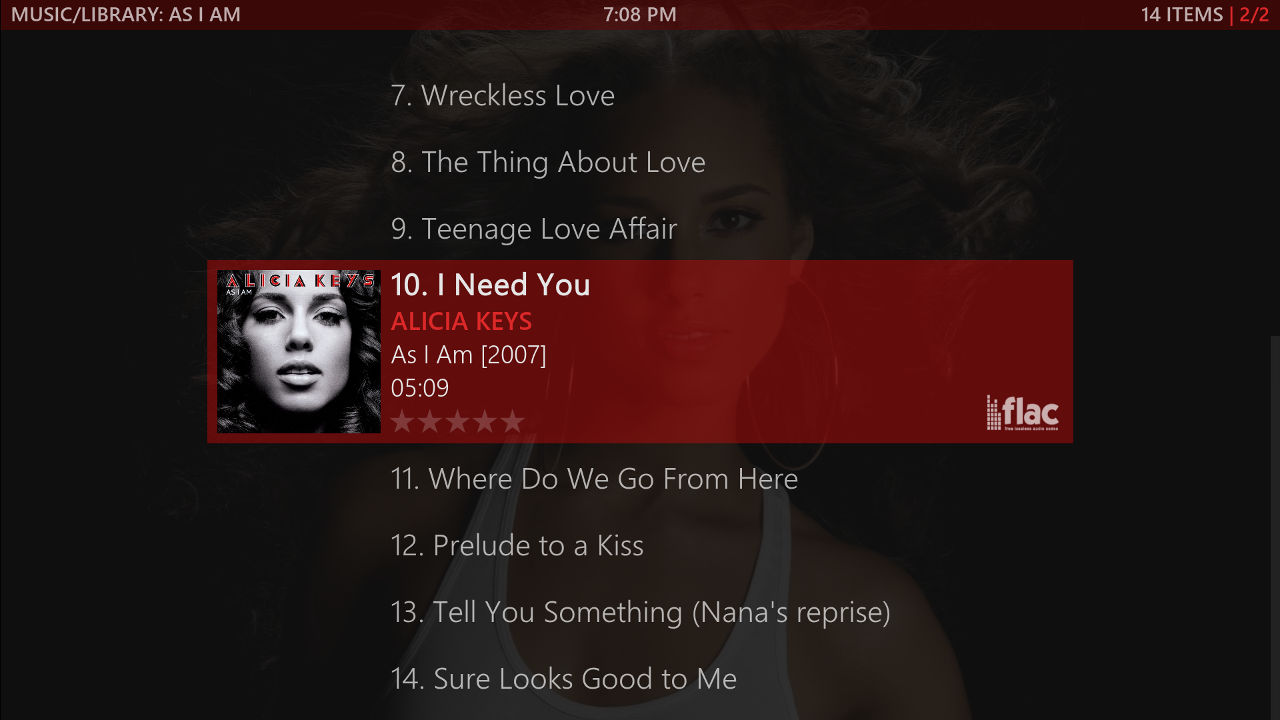 MUSIC/LIBRARY: AS I AM
7:08 PM
14 ITEMS | 2/2
7. Wreckless Love
8. The Thing About Love
9. Teenage Love Affair
ALICIA KEYS
AS I AM
10. I Need You
ALICIA KEYS
As I Am [2007]
05:09
flac
free lossless audio codec
11. Where Do We Go From Here
12. Prelude to a Kiss
13. Tell You Something (Nana's reprise)
14. Sure Looks Good to Me